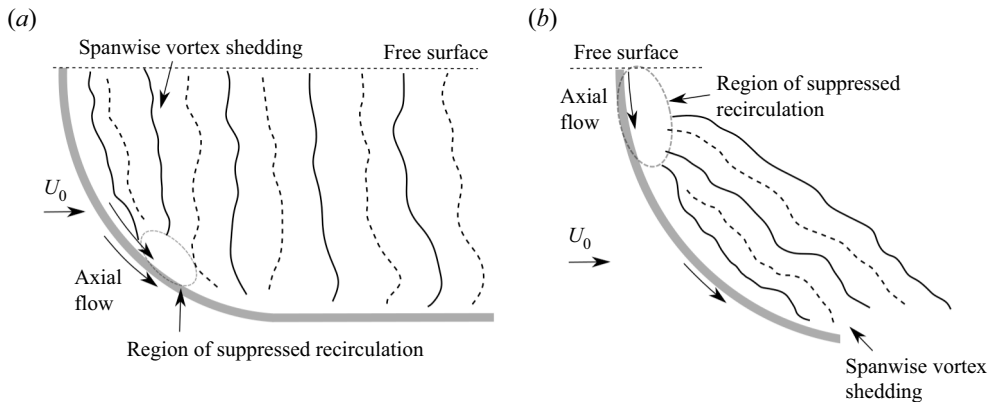 (a)
Spanwise vortex shedding
Free surface
U0
Axial
flow
Region of suppressed recirculation
(b)
Free surface
Region of suppressed
recirculation
Axial
flow
U0
Spanwise vortex
shedding